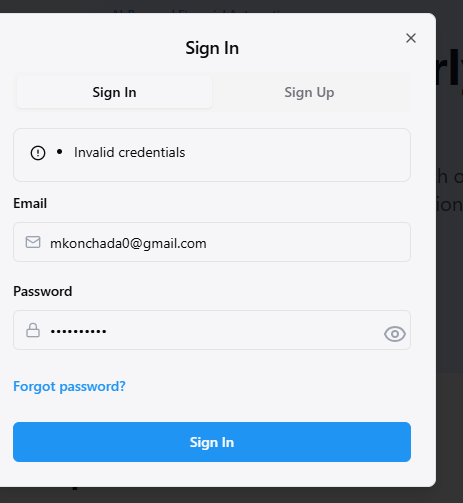 Sign In
Sign In Sign Up
• Invalid credentials
Email
mkonchada0@gmail.com
Password
••••••••••
Forgot password?
Sign In